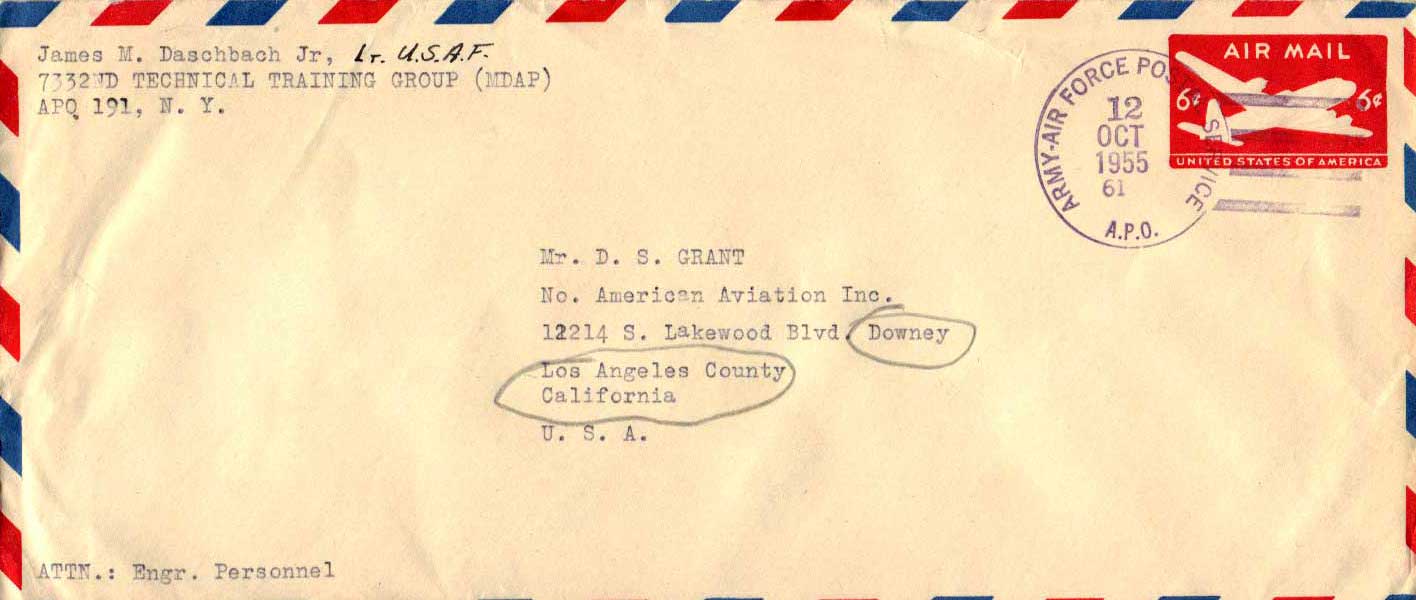 James M. Daschbach Jr, Lt. U.S.A.F.
7332ND TECHNICAL TRAINING GROUP (MDAP)
APO 191, N. Y.
ARMY-AIR FORCE POSTAL SERVICE
12
OCT
1955
61
A.P.O.
AIR MAIL
6¢ 6¢
UNITED STATES OF AMERICA
Mr. D. S. GRANT
No. American Aviation Inc.
12214 S. Lakewood Blvd. Downey
Los Angeles County
California
U. S. A.
ATTN.: Engr. Personnel